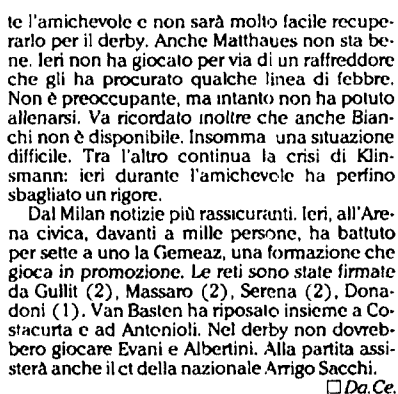 te l'amichevole e non sarà molto facile recupe-
rarlo per il derby. Anche Matthaues non sta be-
ne. Ieri non ha giocato per via di un raffreddore
che gli ha procurato qualche linea di febbre.
Non è preoccupante, ma intanto non ha potuto
allenarsi. Va ricordato inoltre che anche Bian-
chi non è disponibile. Insomma una situazione
difficile. Tra l'altro continua la crisi di Klin-
smann: ieri durante l'amichevole ha perfino
sbagliato un rigore.
Dal Milan notizie più rassicuranti. Ieri, all'Are-
na civica, davanti a mille persone, ha battuto
per sette a uno la Gemeaz, una formazione che
gioca in promozione. Le reti sono state firmate
da Gullit (2), Massaro (2), Serena (2), Dona-
doni (1). Van Basten ha riposato insieme a Co-
stacurta e ad Antonioli. Nel derby non dovreb-
bero giocare Evani e Albertini. Alla partita assi-
sterà anche il ct della nazionale Arrigo Sacchi.
□ Da.Ce.